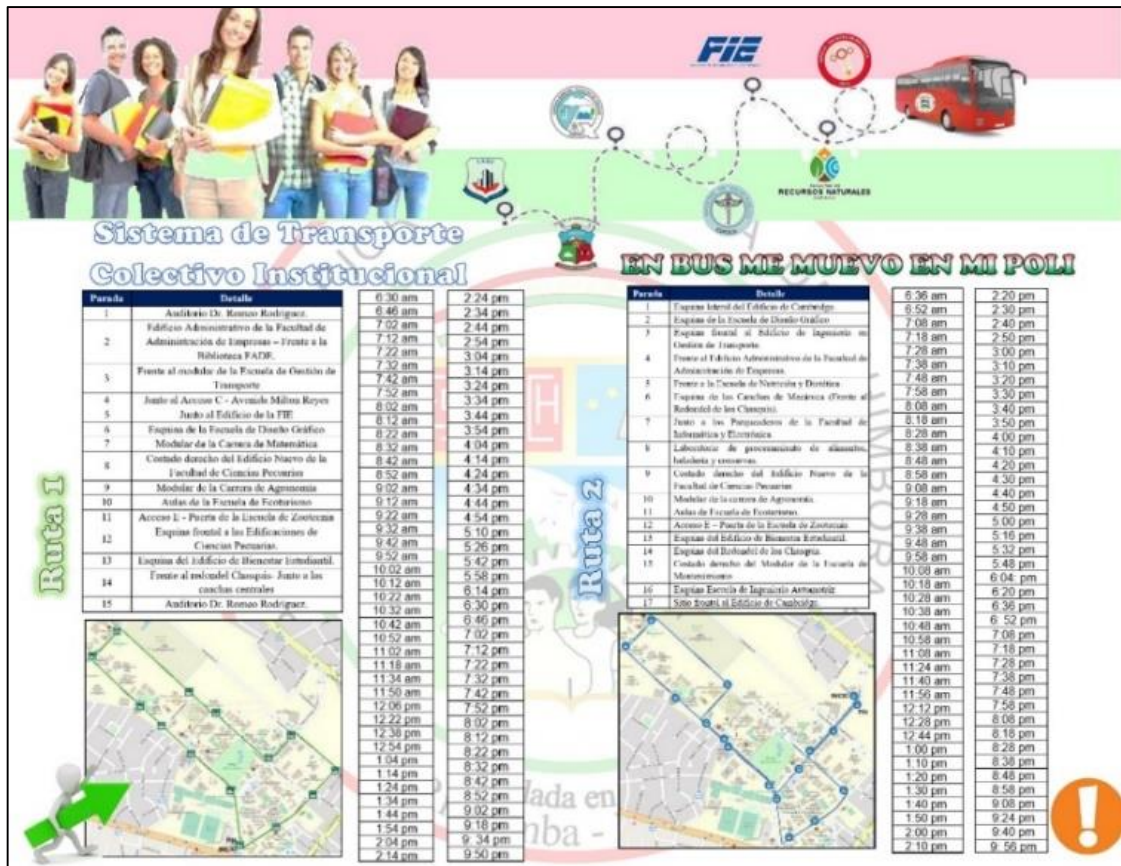 FIE
RECURSOS NATURALES
Sistema de Transporte
Colectivo Institucional
EN BUS ME MUEVO EN MI POLI
Ruta 1
Parada Detalle
1 Auditorio Dr. Romeo Rodríguez.
2 Edificio Administrativo de la Facultad de
Administración de Empresas – Frente a la
Biblioteca FADE.
3 Frente al modular de la Escuela de Gestión de
Transporte
4 Junto al Acceso C - Avenida Milton Reyes
5 Junto al Edificio de la FIE
6 Esquina de la Escuela de Diseño Gráfico
7 Modular de la Carrera de Matemática
8 Costado derecho del Edificio Nuevo de la
Facultad de Ciencias Pecuarias
9 Modular de la Carrera de Agronomía
10 Aulas de la Escuela de Ecoturismo
11 Acceso E - Puerta de la Escuela de Zootecnia
12 Esquina frontal a las Edificaciones de
Ciencias Pecuarias.
13 Esquina del Edificio de Bienestar Estudiantil.
14 Frente al redondel Clasquis- Junto a las
canchas centrales
15 Auditorio Dr. Romeo Rodríguez.
6:30 am
6:46 am
7:02 am
7:12 am
7:22 am
7:32 am
7:42 am
7:52 am
8:02 am
8:12 am
8:22 am
8:32 am
8:42 am
8:52 am
9:02 am
9:12 am
9:22 am
9:32 am
9:42 am
9:52 am
10:02 am
10:12 am
10:22 am
10:32 am
10:42 am
10:52 am
11:02 am
11:18 am
11:34 am
11:50 am
12:06 pm
12:22 pm
12:38 pm
12:54 pm
1:04 pm
1:14 pm
1:24 pm
1:34 pm
1:44 pm
1:54 pm
2:04 pm
2:14 pm
2:24 pm
2:34 pm
2:44 pm
2:54 pm
3:04 pm
3:14 pm
3:24 pm
3:34 pm
3:44 pm
3:54 pm
4:04 pm
4:14 pm
4:24 pm
4:34 pm
4:44 pm
4:54 pm
5:10 pm
5:26 pm
5:42 pm
5:58 pm
6:14 pm
6:30 pm
6:46 pm
7:02 pm
7:12 pm
7:22 pm
7:32 pm
7:42 pm
7:52 pm
8:02 pm
8:12 pm
8:22 pm
8:32 pm
8:42 pm
8:52 pm
9:02 pm
9:18 pm
9: 34 pm
9:50 pm
Ruta 2
Parada Detalle
1 Esquina lateral del Edificio de Cambridge.
2 Esquina de la Escuela de Diseño Gráfico
3 Esquina frontal al Edificio de Ingeniería en
Gestión de Transporte.
4 Frente al Edificio Administrativo de la Facultad de
Administración de Empresas.
5 Frente a la Escuela de Nutrición y Dietética.
6 Esquina de las Canchas de Mecánica (Frente al
Redondel de los Chasquis).
7 Junto a los Parqueaderos de la Facultad de
Informática y Electrónica
8 Laboratorio de procesamiento de alimentos,
heladería y conservas.
9 Costado derecho del Edificio Nuevo de la
Facultad de Ciencias Pecuarias
10 Modular de la carrera de Agronomía.
11 Aulas de Escuela de Ecoturismo.
12 Acceso E – Puerta de la Escuela de Zootecnia
13 Esquina del Edificio de Bienestar Estudiantil.
14 Esquina del Redondel de los Chasquis.
15 Costado derecho del Modular de la Escuela de
Mantenimiento
16 Esquina Escuela de Ingeniería Automotriz
17 Sitio frontal al Edificio de Cambridge
6:36 am
6:52 am
7:08 am
7:18 am
7:28 am
7:38 am
7:48 am
7:58 am
8:08 am
8:18 am
8:28 am
8:38 am
8:48 am
8:58 am
9:08 am
9:18 am
9:28 am
9:38 am
9:48 am
9:58 am
10:08 am
10:18 am
10:28 am
10:38 am
10:48 am
10:58 am
11:08 am
11:24 am
11:40 am
11:56 am
12:12 pm
12:28 pm
12:44 pm
1:00 pm
1:10 pm
1:20 pm
1:30 pm
1:40 pm
1:50 pm
2:00 pm
2:10 pm
2:20 pm
2:30 pm
2:40 pm
2:50 pm
3:00 pm
3:10 pm
3:20 pm
3:30 pm
3:40 pm
3:50 pm
4:00 pm
4:10 pm
4:20 pm
4:30 pm
4:40 pm
4:50 pm
5:00 pm
5:16 pm
5:32 pm
5:48 pm
6:04: pm
6:20 pm
6:36 pm
6: 52 pm
7:08 pm
7:18 pm
7:28 pm
7:38 pm
7:48 pm
7:58 pm
8:08 pm
8:18 pm
8:28 pm
8:38 pm
8:48 pm
8:58 pm
9:08 pm
9:24 pm
9:40 pm
9: 56 pm